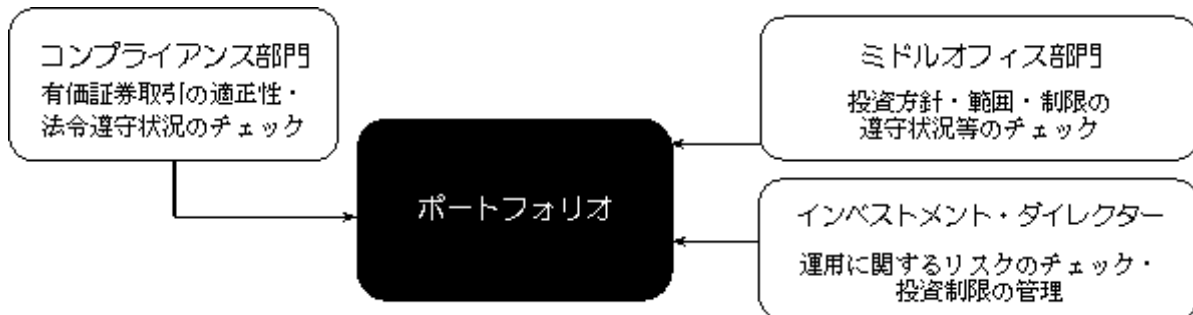 コンプライアンス部門
有価証券取引の適正性・
法令遵守状況のチェック
ミドルオフィス部門
投資方針・範囲・制限の
遵守状況等のチェック
ポートフォリオ
インベストメント・ダイレクター
運用に関するリスクのチェック・
投資制限の管理